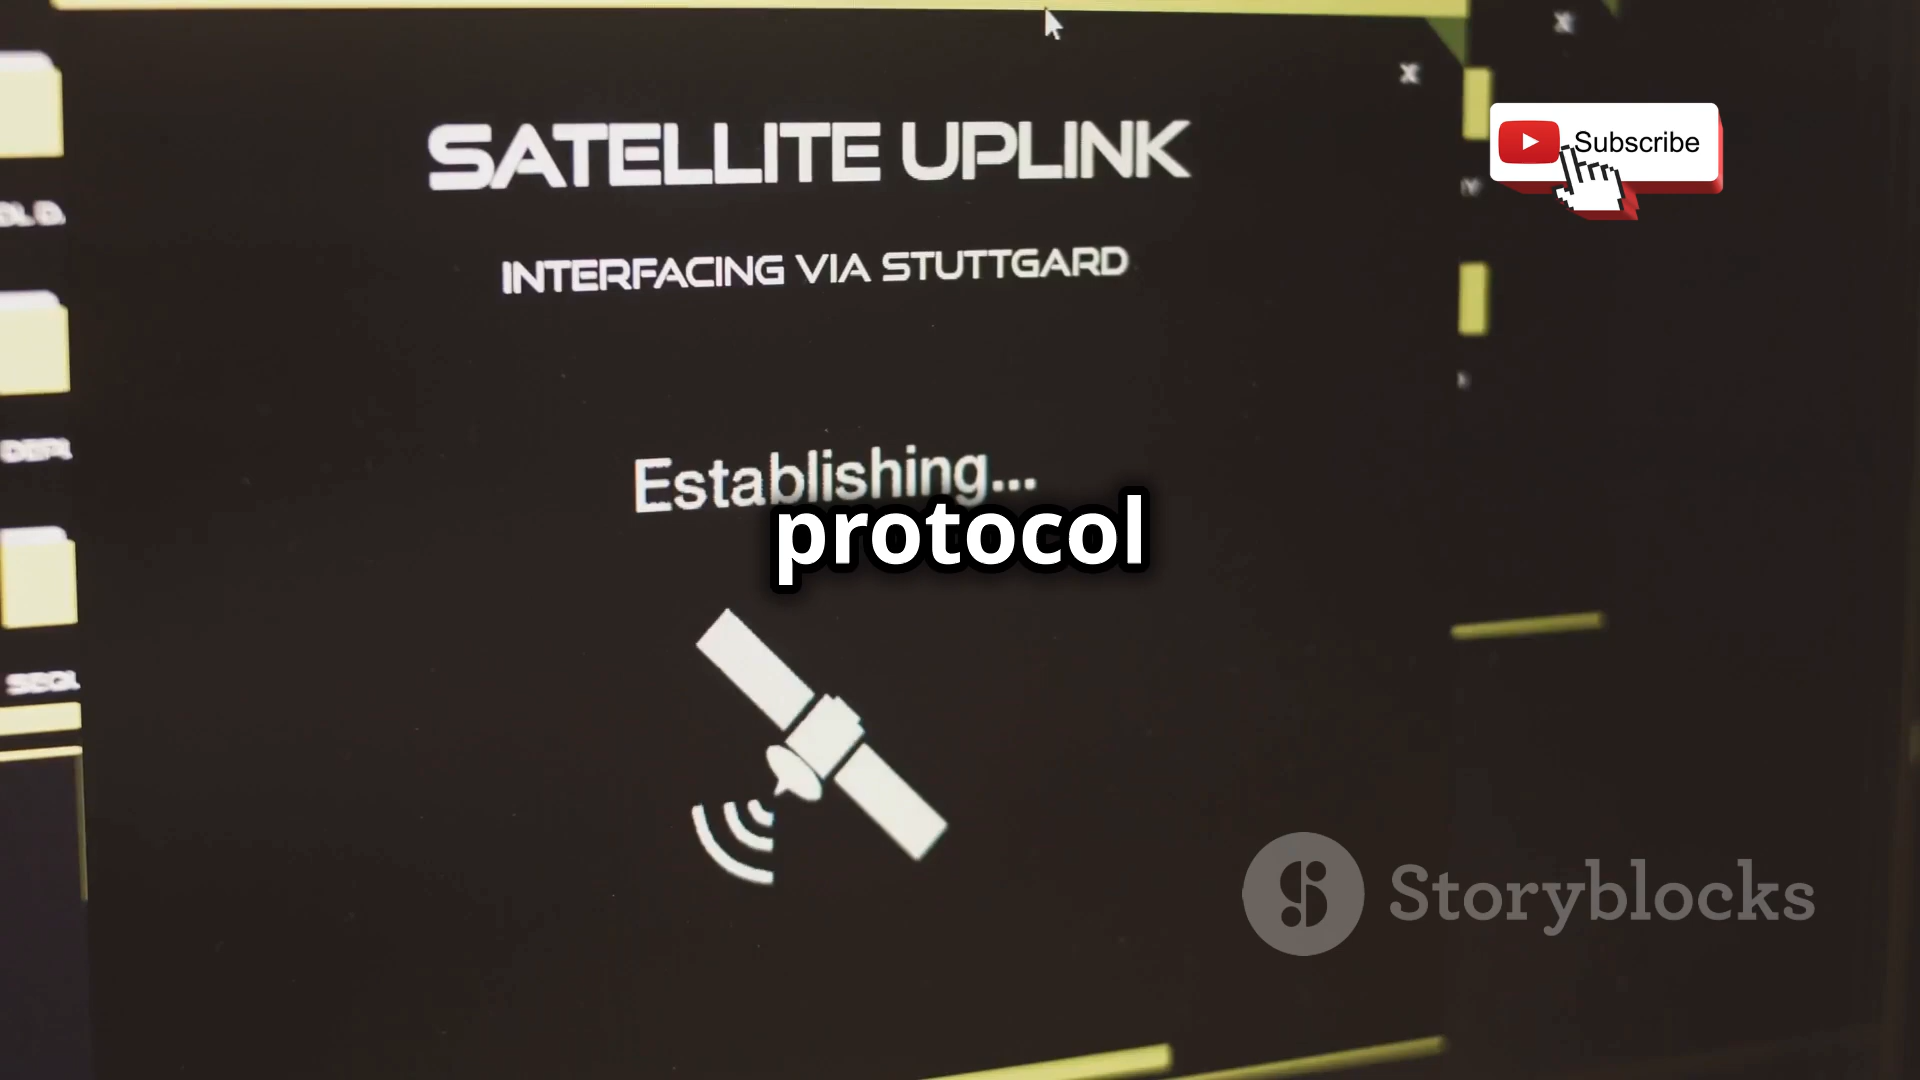 x
x
SATELLITE UPLINK
Subscribe
INTERFACING VIA STUTTGARD
Establishing...
protocol
Storyblocks